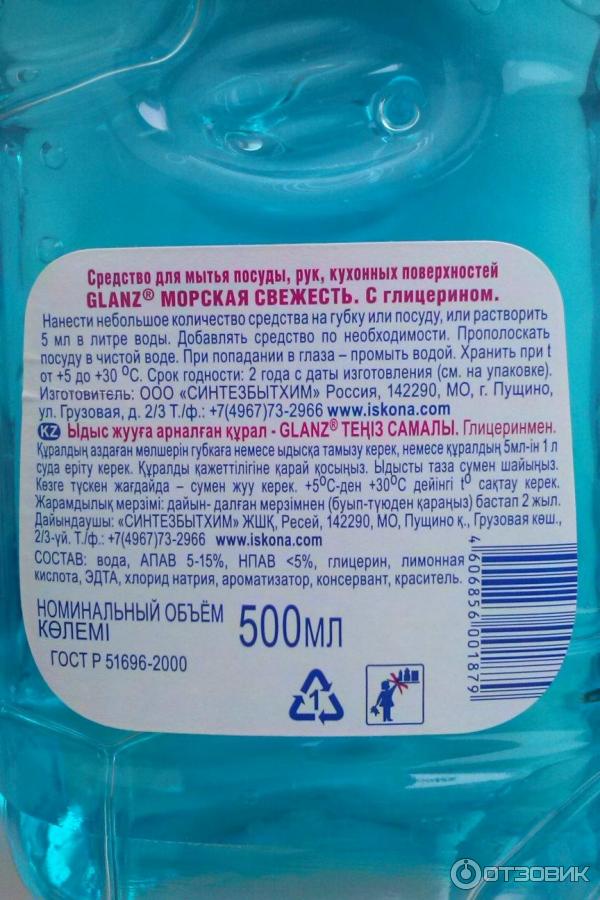 Средство для мытья посуды, рук, кухонных поверхностей
GLANZ® МОРСКАЯ СВЕЖЕСТЬ. С глицерином.
Нанести небольшое количество средства на губку или посуду, или растворить
5 мл в литре воды. Добавлять средство по необходимости. Прополоскать
посуду в чистой воде. При попадании в глаза – промыть водой. Хранить при t
от +5 до +30 ⁰С. Срок годности: 2 года с даты изготовления (см. на упаковке).
Изготовитель: ООО «СИНТЕЗБЫТХИМ» Россия, 142290, МО, г. Пущино,
ул. Грузовая, д. 2/3 Т./ф.: +7(4967)73-2966 www.iskona.com
KZ Ыдыс жууға арналған құрал - GLANZ® ТЕҢІЗ САМАЛЫ. Глицеринмен.
Құралдың аздаған мөлшерін губкаға немесе ыдысқа тамызу керек, немесе құралдың 5мл-ін 1 л
суда еріту керек. Құралды қажеттілігіне қарай қосыңыз. Ыдысты таза сумен шайыңыз.
Көзге түскен жағдайда – сумен жуу керек. +5⁰С-ден +30⁰С дейінгі t⁰ сақтау керек.
Жарамдылық мерзімі: дайын- далған мерзімнен (буып-түюден қараңыз) бастап 2 жыл.
Дайындаушы: «СИНТЕЗБЫТХИМ» ЖШҚ, Ресей, 142290, МО, Пущино қ., Грузовая көш.,
2/3-үй. Т./ф.: +7(4967)73-2966 www.iskona.com
СОСТАВ: вода, АПАВ 5-15%, НПАВ <5%, глицерин, лимонная
кислота, ЭДТА, хлорид натрия, ароматизатор, консервант, краситель.
НОМИНАЛЬНЫЙ ОБЪЁМ
КӨЛЕМІ
500МЛ
ГОСТ Р 51696-2000
1
4 606856 001879
ОТЗОВИК